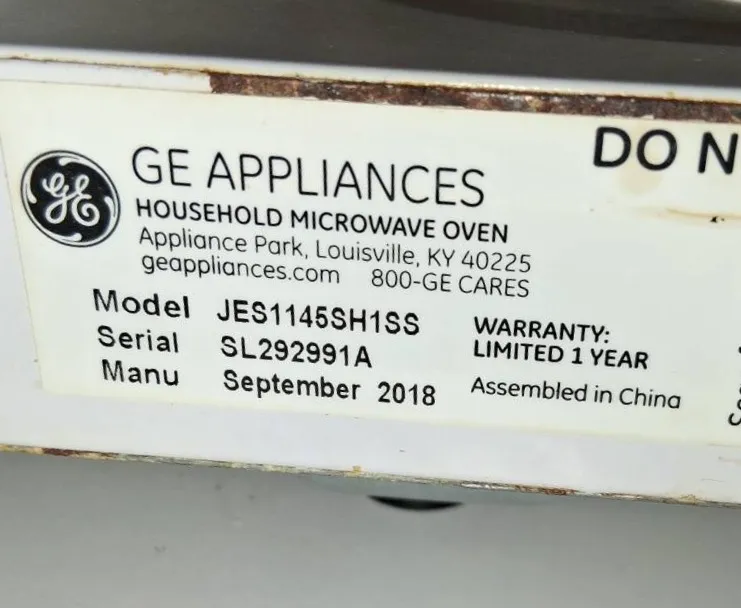 DO N
GE
GE APPLIANCES
HOUSEHOLD MICROWAVE OVEN
Appliance Park, Louisville, KY 40225
geappliances.com 800-GE CARES
Model JES1145SH1SS
Serial SL292991A
Manu September 2018
WARRANTY:
LIMITED 1 YEAR
Assembled in China